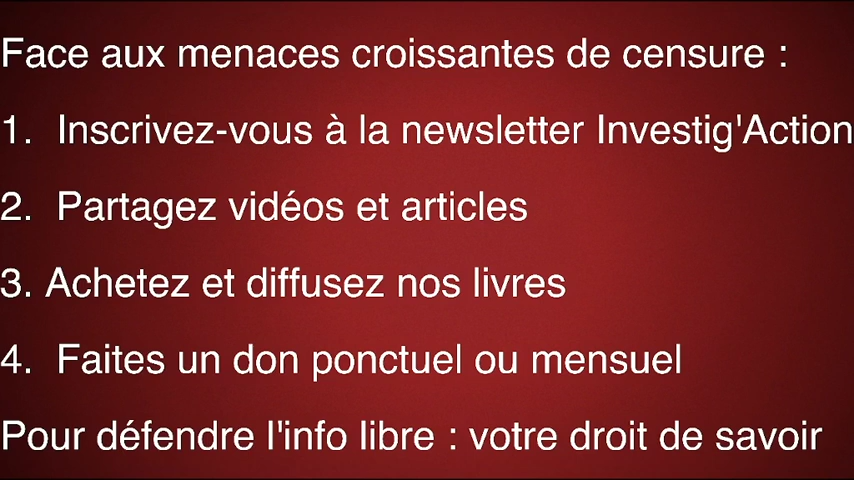 Face aux menaces croissantes de censure :
1. Inscrivez-vous à la newsletter Investig'Action
2. Partagez vidéos et articles
3. Achetez et diffusez nos livres
4. Faites un don ponctuel ou mensuel
Pour défendre l'info libre : votre droit de savoir